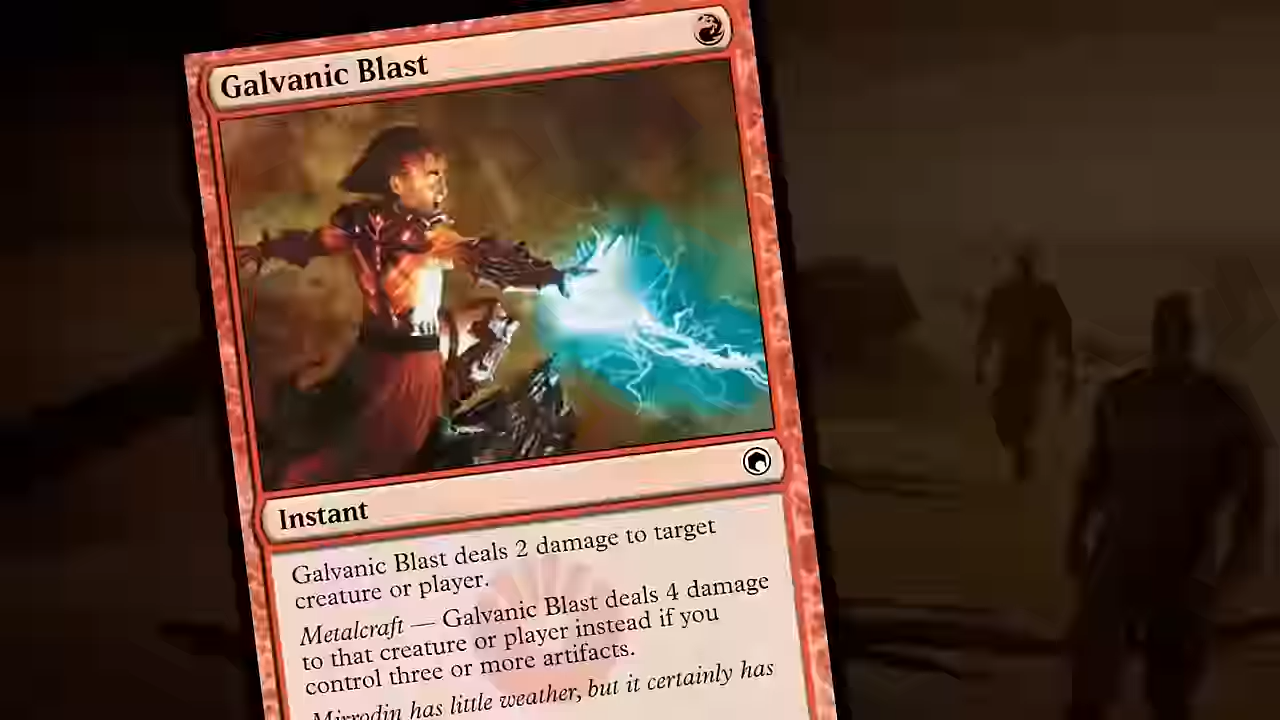 Galvanic Blast
Instant
Galvanic Blast deals 2 damage to target
creature or player.
Metalcraft — Galvanic Blast deals 4 damage
to that creature or player instead if you
control three or more artifacts.
Mirrodin has little weather, but it certainly has